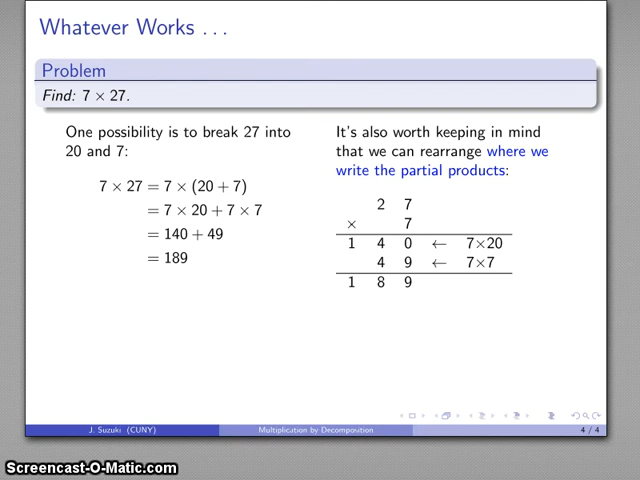 Whatever Works . . .
Problem
Find: 7 × 27.
One possibility is to break 27 into
20 and 7:
7 × 27 = 7 × (20 + 7)
= 7 × 20 + 7 × 7
= 140 + 49
= 189
It's also worth keeping in mind
that we can rearrange where we
write the partial products:
2 7
× 7
1 4 0 ← 7×20
4 9 ← 7×7
1 8 9
J. Suzuki (CUNY)
Multiplication by Decomposition
4 / 4
Screencast-O-Matic.com